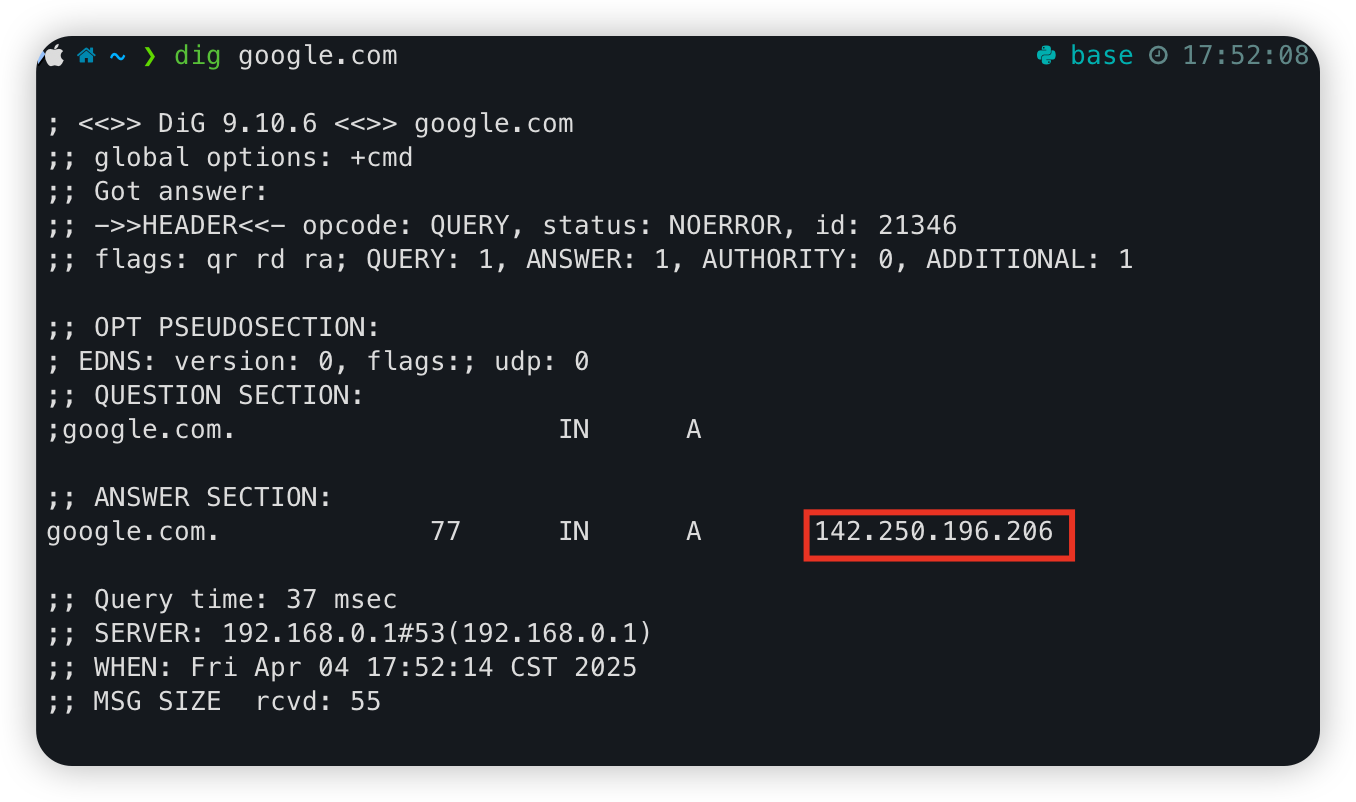 ~ ❯ dig google.com base 17:52:08
; <<>> DiG 9.10.6 <<>> google.com
;; global options: +cmd
;; Got answer:
;; ->>HEADER<<- opcode: QUERY, status: NOERROR, id: 21346
;; flags: qr rd ra; QUERY: 1, ANSWER: 1, AUTHORITY: 0, ADDITIONAL: 1
;; OPT PSEUDOSECTION:
; EDNS: version: 0, flags:; udp: 0
;; QUESTION SECTION:
;google.com. IN A
;; ANSWER SECTION:
google.com. 77 IN A 142.250.196.206
;; Query time: 37 msec
;; SERVER: 192.168.0.1#53(192.168.0.1)
;; WHEN: Fri Apr 04 17:52:14 CST 2025
;; MSG SIZE  rcvd: 55